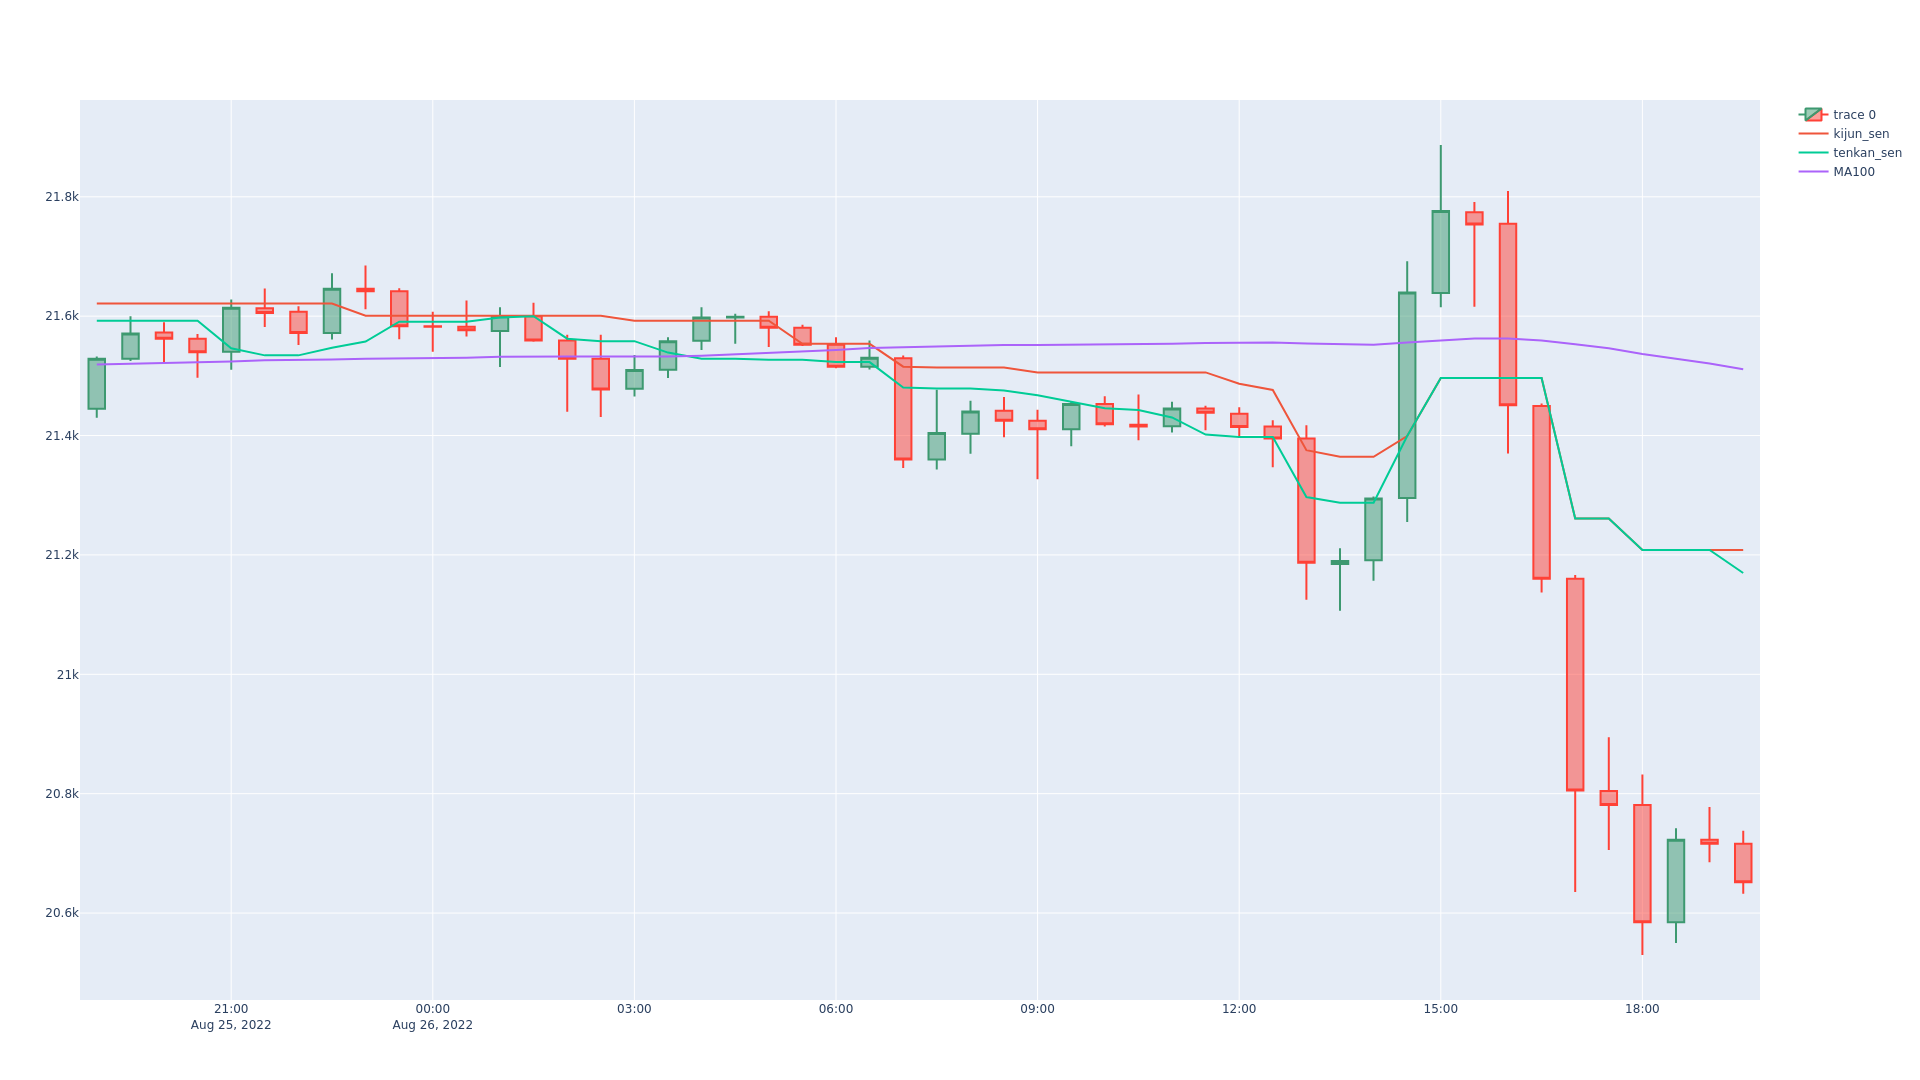 trace 0
kijun_sen
tenkan_sen
MA100
21.8k
21.6k
21.4k
21.2k
21k
20.8k
20.6k
21:00 00:00 03:00 06:00 09:00 12:00 15:00 18:00
Aug 25, 2022 Aug 26, 2022